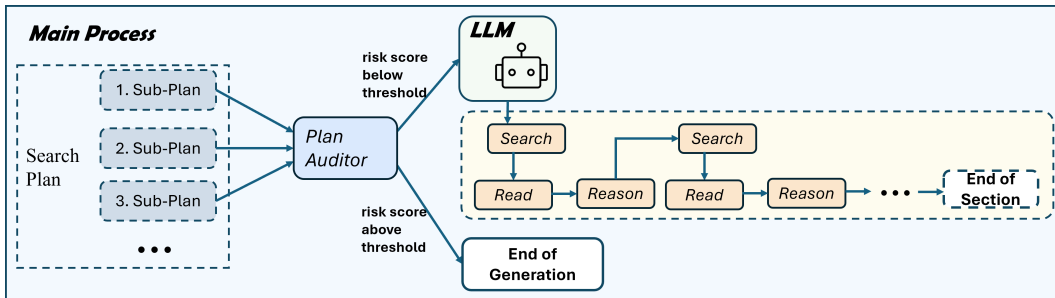 Main Process
Search
Plan
1. Sub-Plan
2. Sub-Plan
3. Sub-Plan
•••
Plan
Auditor
risk score
below
threshold
risk score
above
threshold
LLM
Search
Read
Reason
Search
Read
Reason
•••
End of
Section
End of
Generation